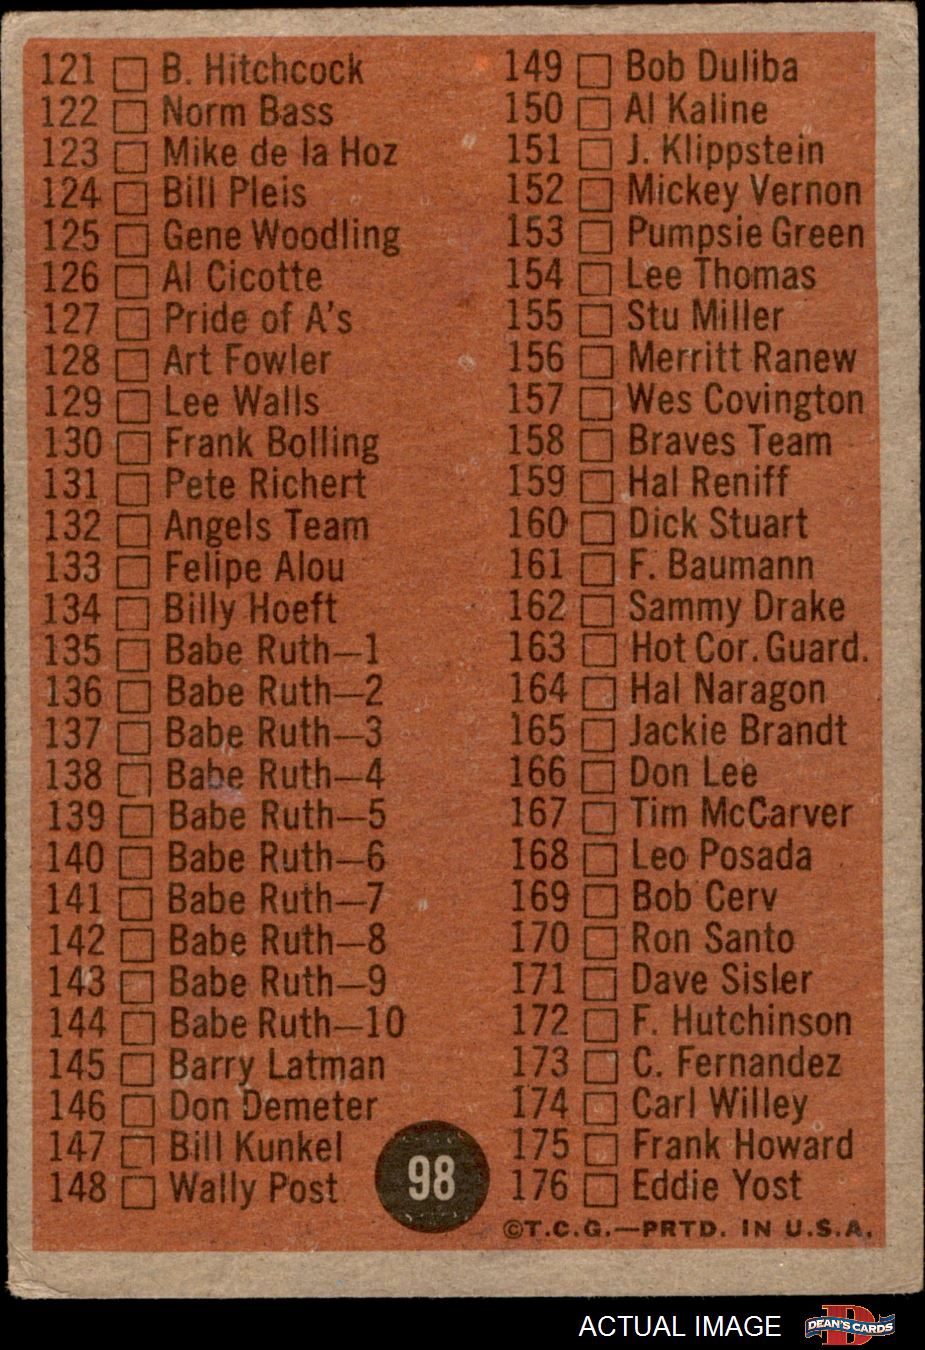 121 B. Hitchcock
122 Norm Bass
123 Mike de la Hoz
124 Bill Pleis
125 Gene Woodling
126 Al Cicotte
127 Pride of A's
128 Art Fowler
129 Lee Walls
130 Frank Bolling
131 Pete Richert
132 Angels Team
133 Felipe Alou
134 Billy Hoeft
135 Babe Ruth—1
136 Babe Ruth—2
137 Babe Ruth—3
138 Babe Ruth—4
139 Babe Ruth—5
140 Babe Ruth—6
141 Babe Ruth—7
142 Babe Ruth—8
143 Babe Ruth—9
144 Babe Ruth—10
145 Barry Latman
146 Don Demeter
147 Bill Kunkel
148 Wally Post
98
149 Bob Duliba
150 Al Kaline
151 J. Klippstein
152 Mickey Vernon
153 Pumpsie Green
154 Lee Thomas
155 Stu Miller
156 Merritt Ranew
157 Wes Covington
158 Braves Team
159 Hal Reniff
160 Dick Stuart
161 F. Baumann
162 Sammy Drake
163 Hot Cor. Guard.
164 Hal Naragon
165 Jackie Brandt
166 Don Lee
167 Tim McCarver
168 Leo Posada
169 Bob Cerv
170 Ron Santo
171 Dave Sisler
172 F. Hutchinson
173 C. Fernandez
174 Carl Willey
175 Frank Howard
176 Eddie Yost
©T.C.G.—PRTD. IN U.S.A.
ACTUAL IMAGE
D
DEAN'S CARDS